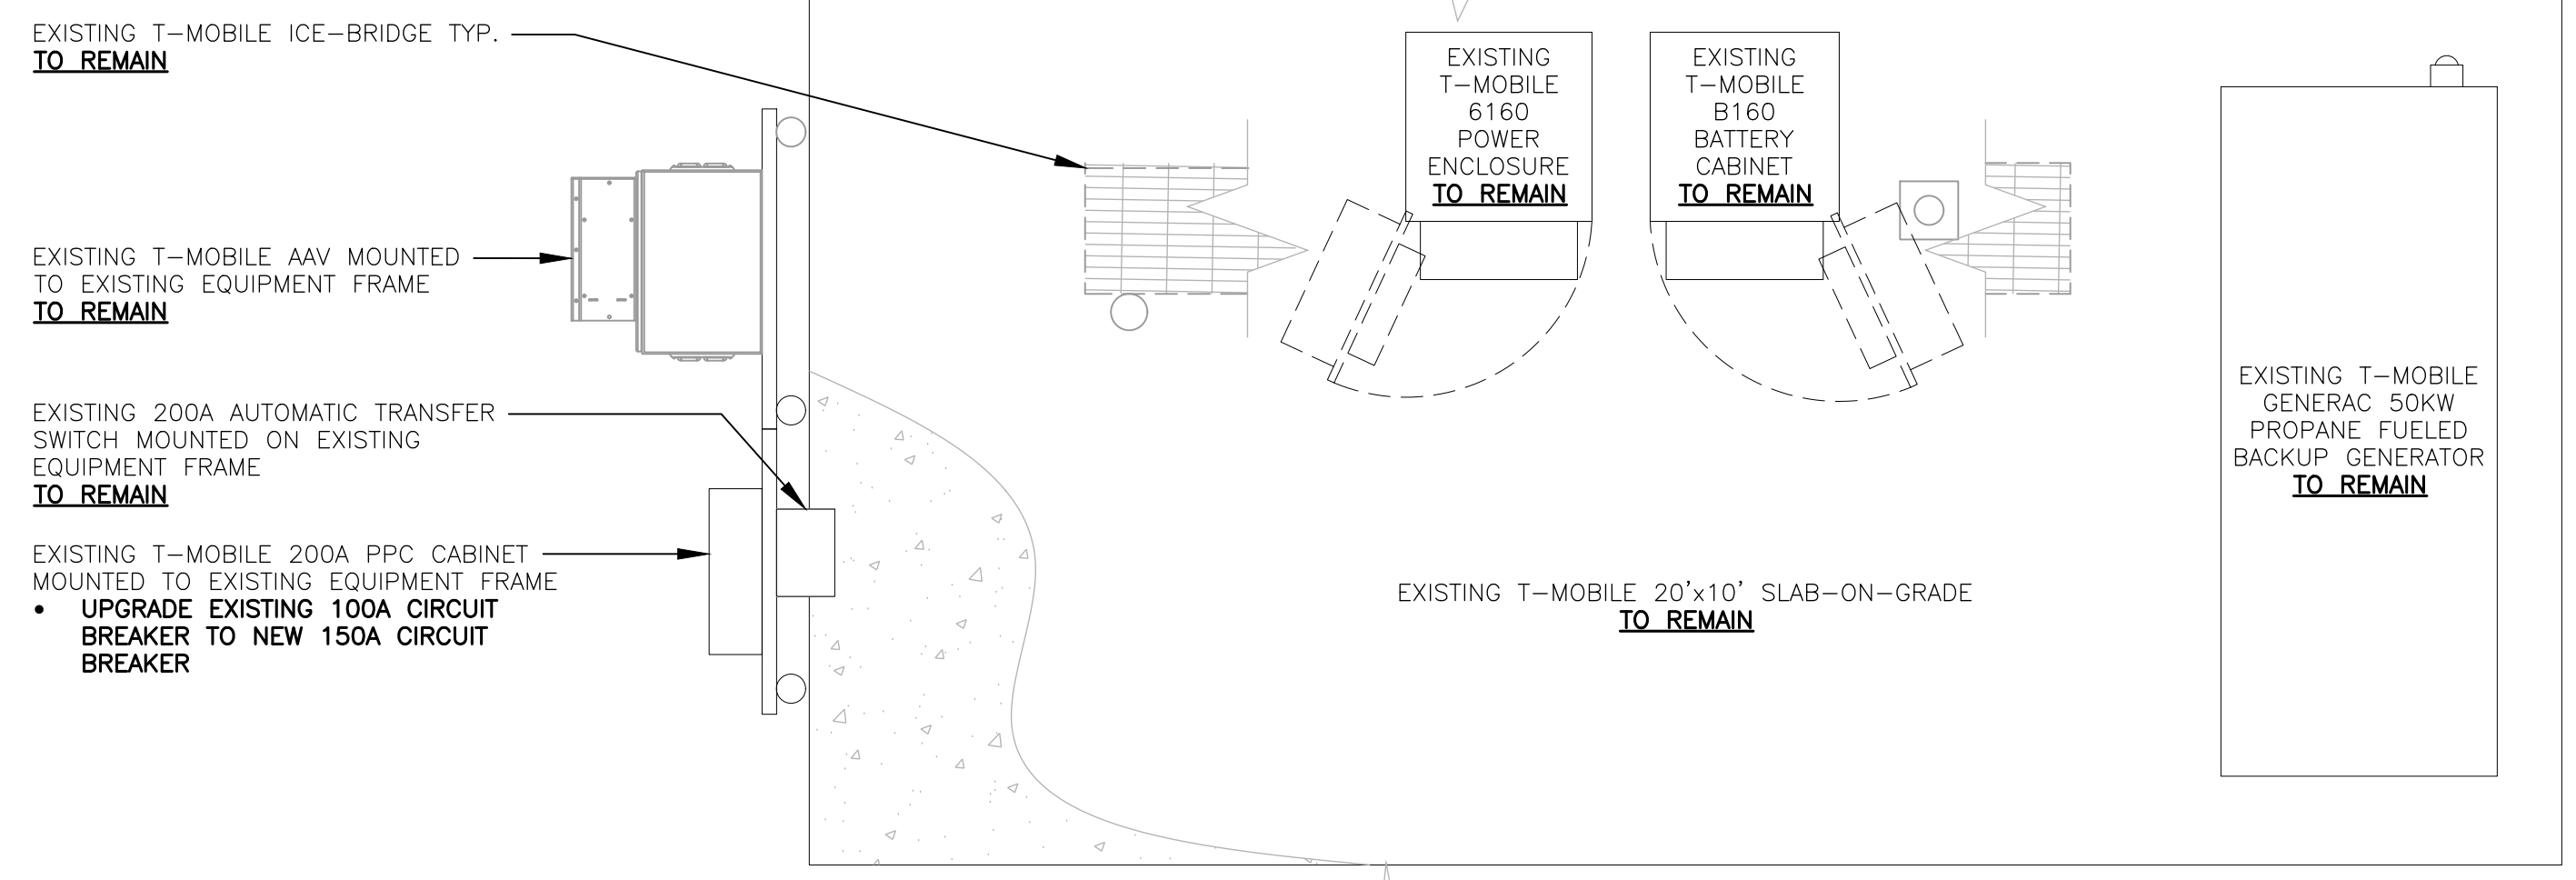 EXISTING T-MOBILE ICE-BRIDGE TYP.
TO REMAIN
EXISTING T-MOBILE AAV MOUNTED
TO EXISTING EQUIPMENT FRAME
TO REMAIN
EXISTING 200A AUTOMATIC TRANSFER
SWITCH MOUNTED ON EXISTING
EQUIPMENT FRAME
TO REMAIN
EXISTING T-MOBILE 200A PPC CABINET
MOUNTED TO EXISTING EQUIPMENT FRAME
• UPGRADE EXISTING 100A CIRCUIT
BREAKER TO NEW 150A CIRCUIT
BREAKER
EXISTING
T-MOBILE
6160
POWER
ENCLOSURE
TO REMAIN
EXISTING
T-MOBILE
B160
BATTERY
CABINET
TO REMAIN
EXISTING T-MOBILE
GENERAC 50KW
PROPANE FUELED
BACKUP GENERATOR
TO REMAIN
EXISTING T-MOBILE 20'x10' SLAB-ON-GRADE
TO REMAIN